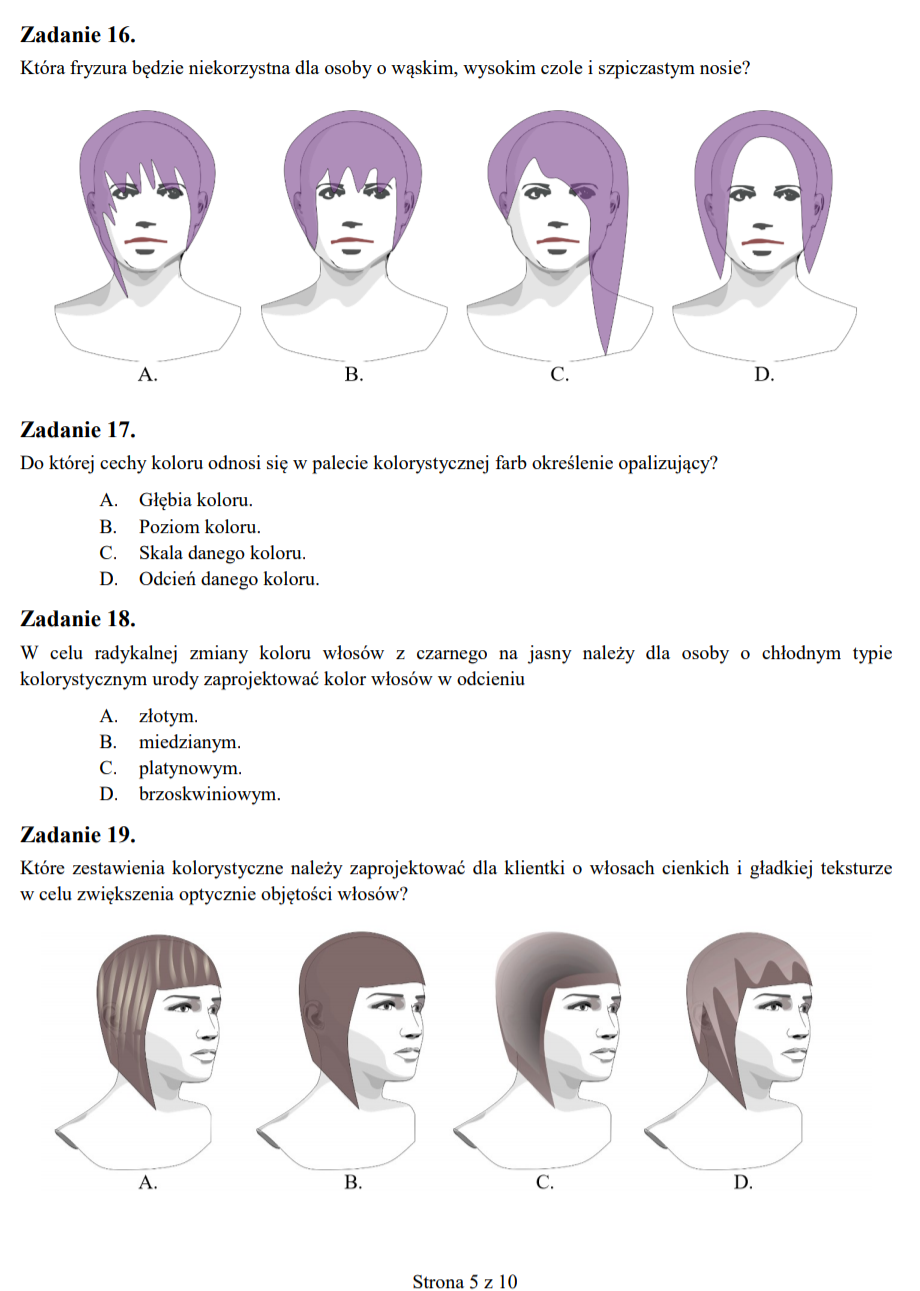 Zadanie 16.
Która fryzura będzie niekorzystna dla osoby o wąskim, wysokim czole i szpiczastym nosie?
A. B. C. D.
Zadanie 17.
Do której cechy koloru odnosi się w palecie kolorystycznej farb określenie opalizujący?
A. Głębia koloru.
B. Poziom koloru.
C. Skala danego koloru.
D. Odcień danego koloru.
Zadanie 18.
W celu radykalnej zmiany koloru włosów z czarnego na jasny należy dla osoby o chłodnym typie
kolorystycznym urody zaprojektować kolor włosów w odcieniu
A. złotym.
B. miedzianym.
C. platynowym.
D. brzoskwiniowym.
Zadanie 19.
Które zestawienia kolorystyczne należy zaprojektować dla klientki o włosach cienkich i gładkiej teksturze
w celu zwiększenia optycznie objętości włosów?
A. B. C. D.
Strona 5 z 10